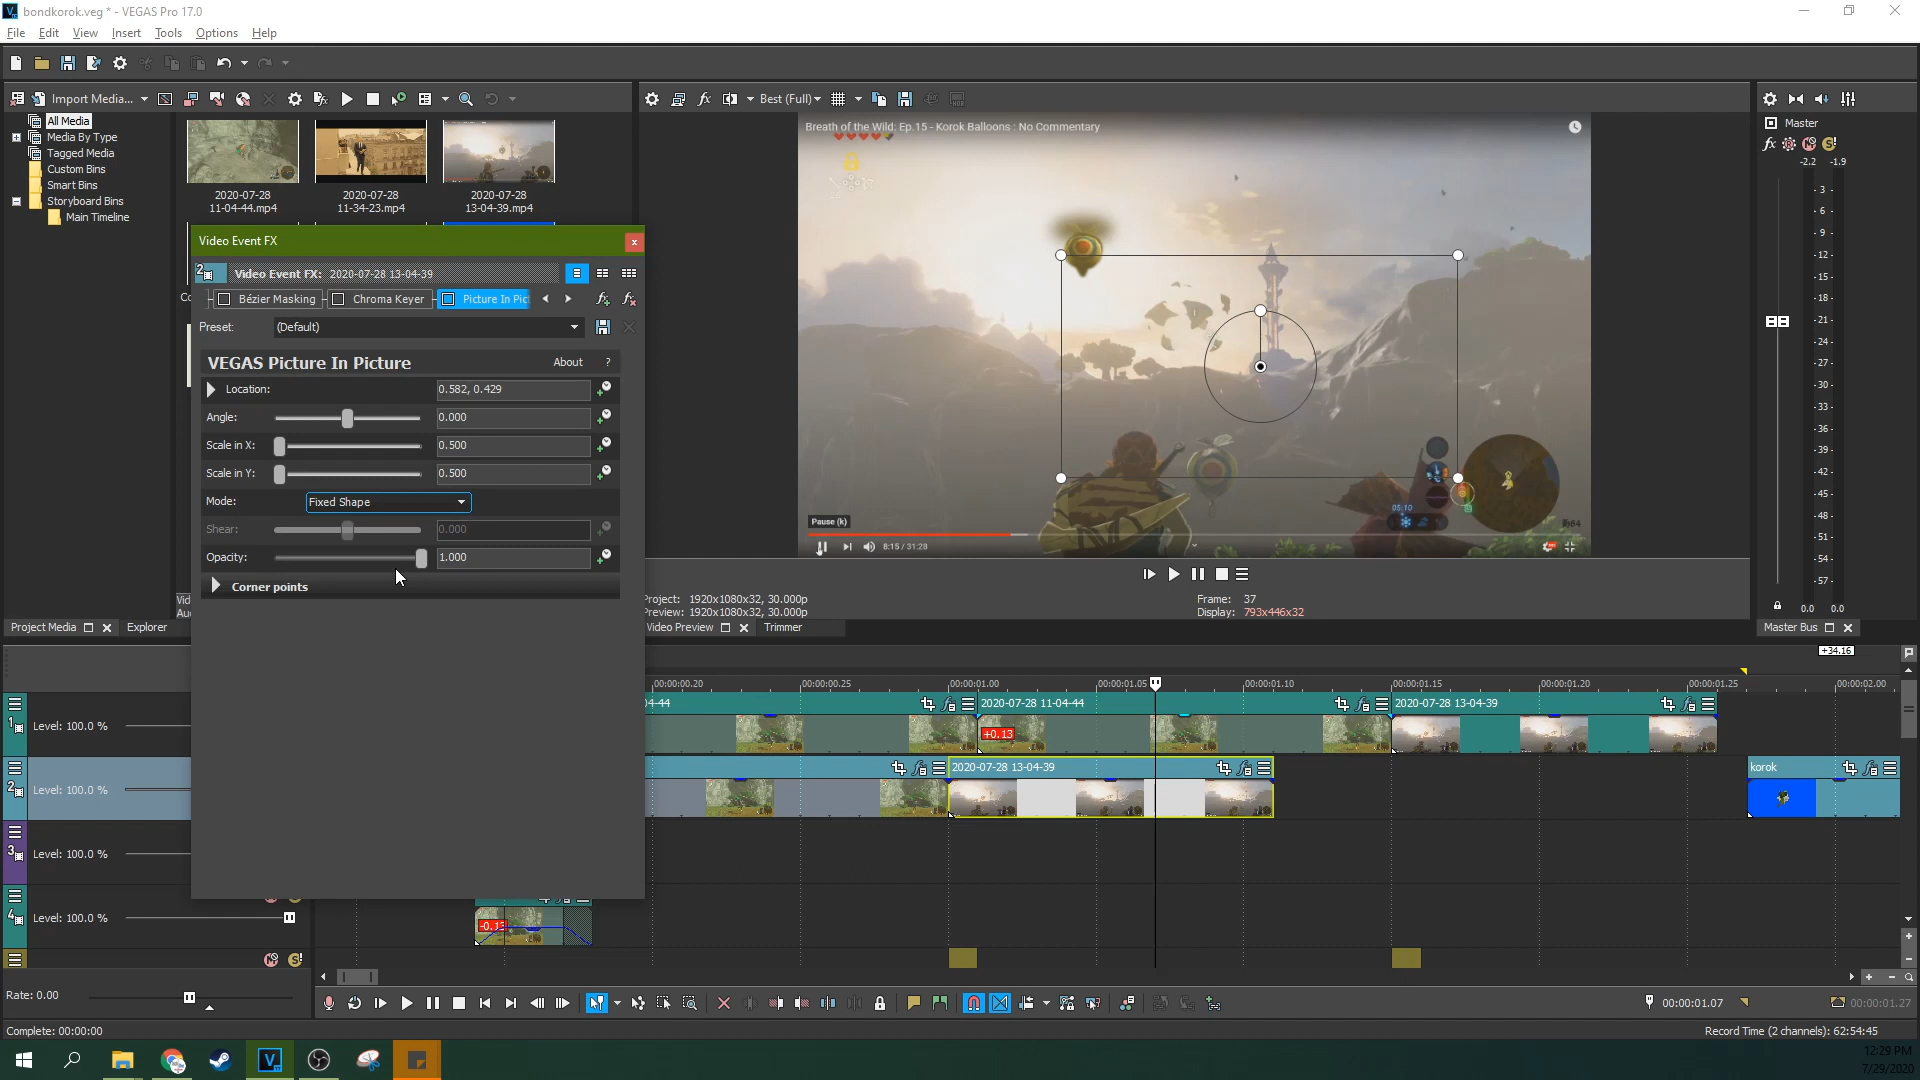 bondkorok.veg * - VEGAS Pro 17.0
File Edit View Insert Tools Options Help
Import Media...
Best (Full)
All Media
Media By Type
Tagged Media
Custom Bins
Smart Bins
Storyboard Bins
Main Timeline
2020-07-28
11-04-44.mp4
2020-07-28
11-34-23.mp4
2020-07-28
13-04-39.mp4
Video Event FX
Video Event FX: 2020-07-28 13-04-39
Bézier Masking
Chroma Keyer
Picture In Pic
Preset:
(Default)
VEGAS Picture In Picture
About ?
Location: 0.582, 0.429
Angle: 0.000
Scale in X: 0.500
Scale in Y: 0.500
Mode: Fixed Shape
Shear: 0.000
Opacity: 1.000
Corner points
Breath of the Wild: Ep.15 - Korok Balloons : No Commentary
Pause (k)
8:15 / 31:28
05:10
Project: 1920x1080x32, 30.000p
Preview: 1920x1080x32, 30.000p
Frame: 37
Display: 793x446x32
Project Media
Explorer
Video Preview
Trimmer
Master
fx
-2.2 -1.9
- 3 -
- 6 -
- 9 -
-12-
-15-
-18-
-21-
-24-
-27-
-30-
-33-
-36-
-39-
-42-
-45-
-48-
-51-
-54-
-57-
0.0 0.0
Master Bus
+34.16
00:00:00.20 00:00:00.25 00:00:01.00 00:00:01.05 00:00:01.10 00:00:01.15 00:00:01.20 00:00:01.25 00:00:02.00
1
Level: 100.0 %
04-44
2020-07-28 11-04-44
2020-07-28 13-04-39
+0.13
2
Level: 100.0 %
2020-07-28 13-04-39
korok
3
Level: 100.0 %
4
Level: 100.0 %
-0.13
Rate: 0.00
00:00:01.07
00:00:01.27
Complete: 00:00:00
Record Time (2 channels): 62:54:45
12:29 PM
7/29/2020